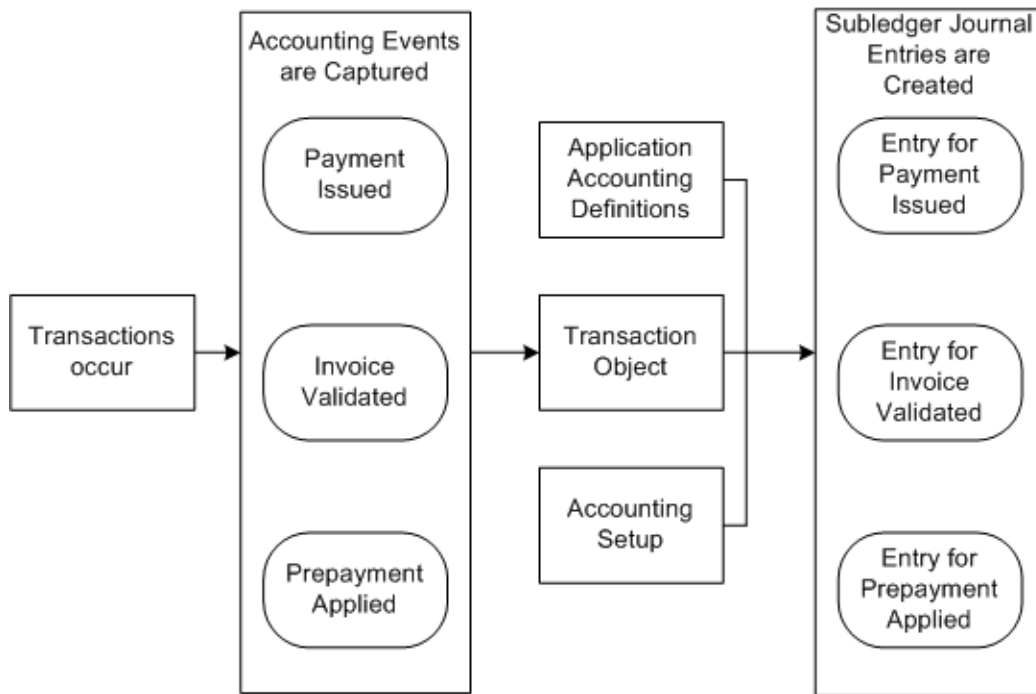 Transactions
occur
Accounting Events
are Captured
Payment
Issued
Invoice
Validated
Prepayment
Applied
Application
Accounting
Definitions
Transaction
Object
Accounting
Setup
Subledger Journal
Entries are
Created
Entry for
Payment
Issued
Entry for
Invoice
Validated
Entry for
Prepayment
Applied